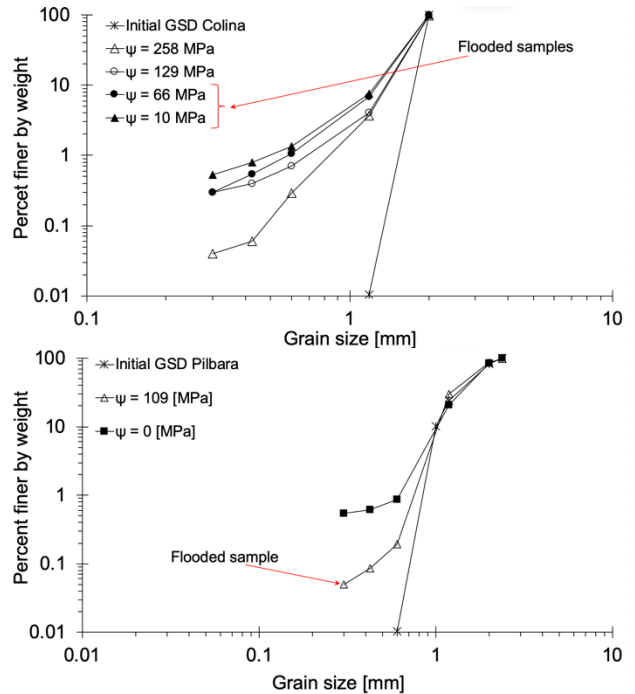 100
10
1
0.1
0.01
Percet finer by weight
Initial GSD Colina
ψ = 258 MPa
ψ = 129 MPa
ψ = 66 MPa
ψ = 10 MPa
Flooded samples
0.1
1
10
Grain size [mm]
100
10
1
0.1
0.01
Percent finer by weight
Initial GSD Pilbara
ψ = 109 [MPa]
ψ = 0 [MPa]
Flooded sample
0.01
0.1
1
10
Grain size [mm]